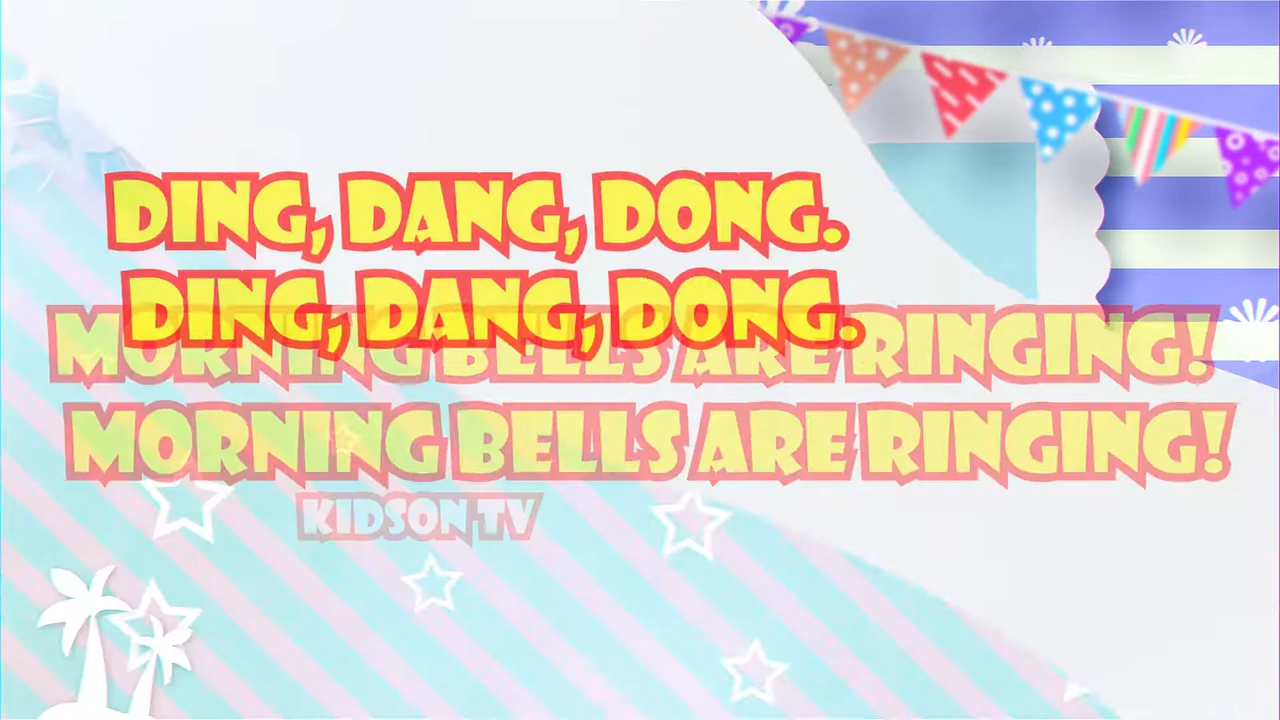 DING, DANG, DONG.
DING, DANG, DONG.
MORNING BELLS ARE RINGING!
MORNING BELLS ARE RINGING!
KIDSON TV